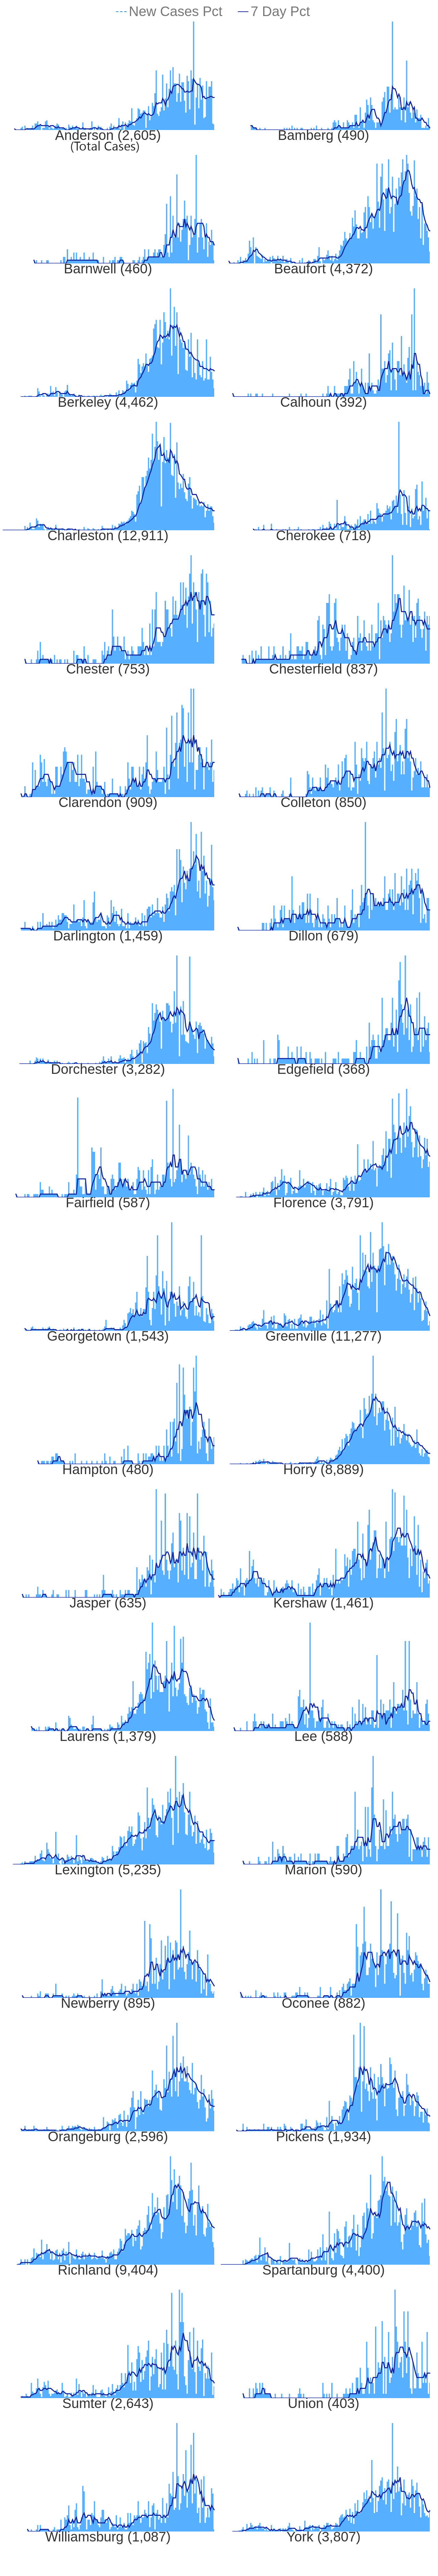 New Cases Pct 7 Day Pct
Anderson (2,605) Bamberg (490)
(Total Cases)
Barnwell (460) Beaufort (4,372)
Berkeley (4,462) Calhoun (392)
Charleston (12,911) Cherokee (718)
Chester (753) Chesterfield (837)
Clarendon (909) Colleton (850)
Darlington (1,459) Dillon (679)
Dorchester (3,282) Edgefield (368)
Fairfield (587) Florence (3,791)
Georgetown (1,543) Greenville (11,277)
Hampton (480) Horry (8,889)
Jasper (635) Kershaw (1,461)
Laurens (1,379) Lee (588)
Lexington (5,235) Marion (590)
Newberry (895) Oconee (882)
Orangeburg (2,596) Pickens (1,934)
Richland (9,404) Spartanburg (4,400)
Sumter (2,643) Union (403)
Williamsburg (1,087) York (3,807)